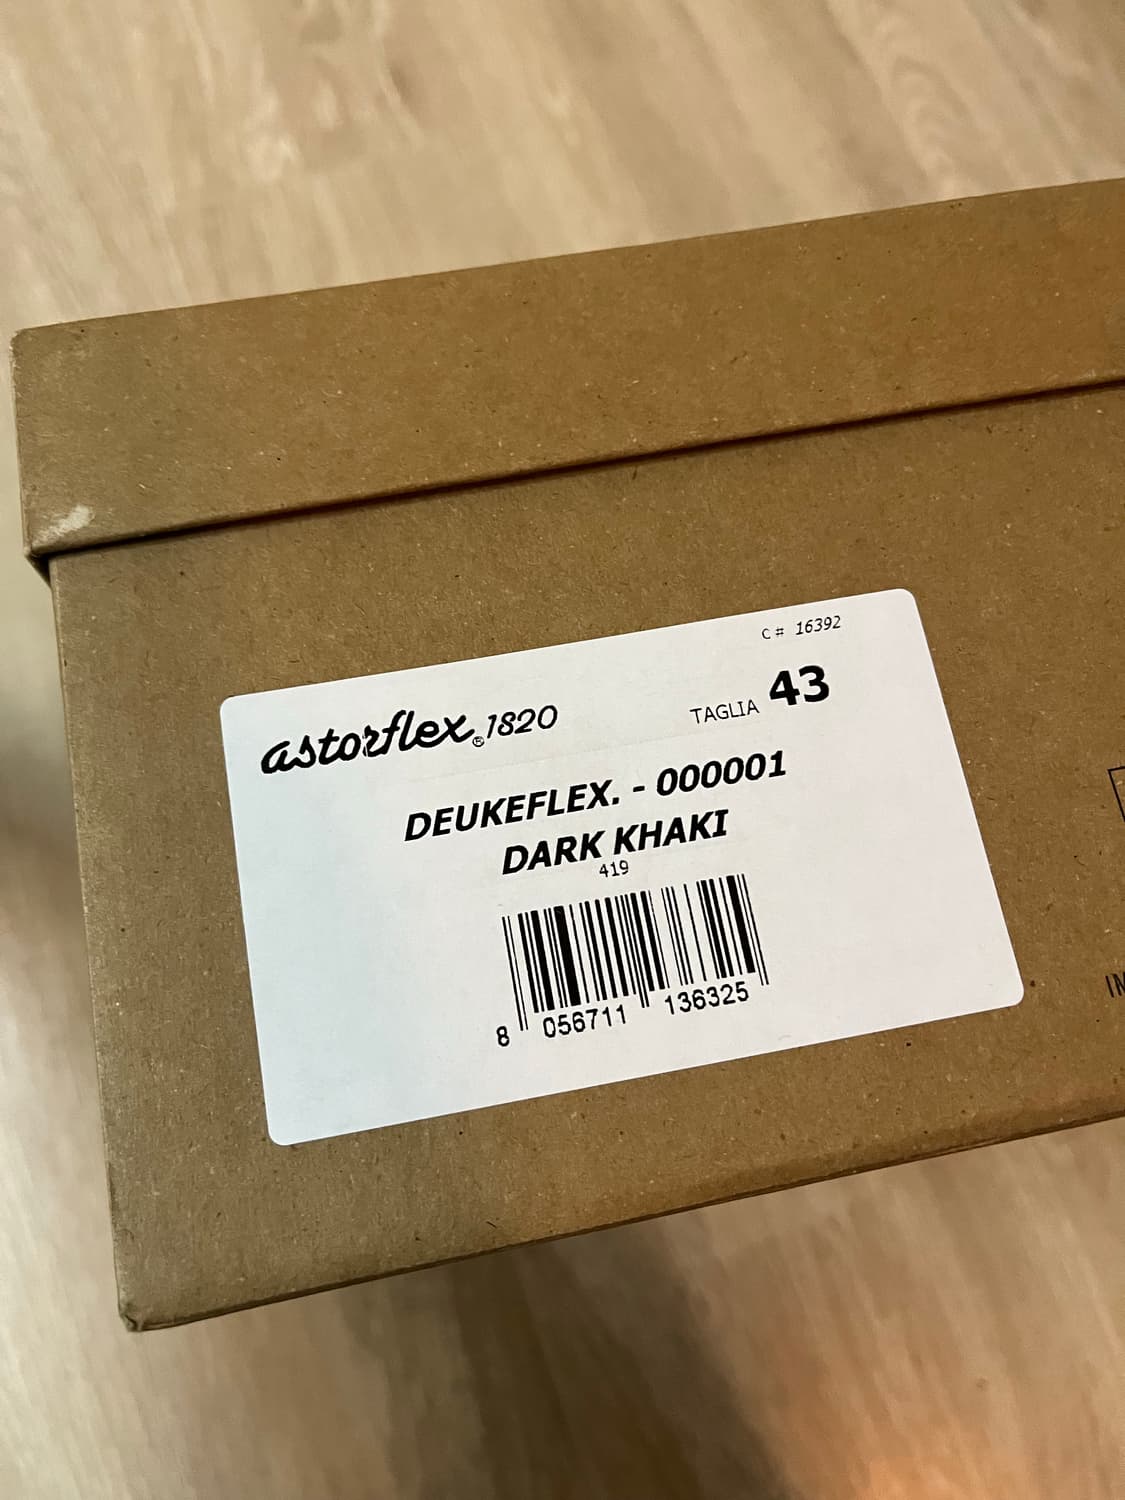 C# 16392
astorflex® 1820
TAGLIA 43
DEUKEFLEX. - 000001
DARK KHAKI
419
8 056711 136325